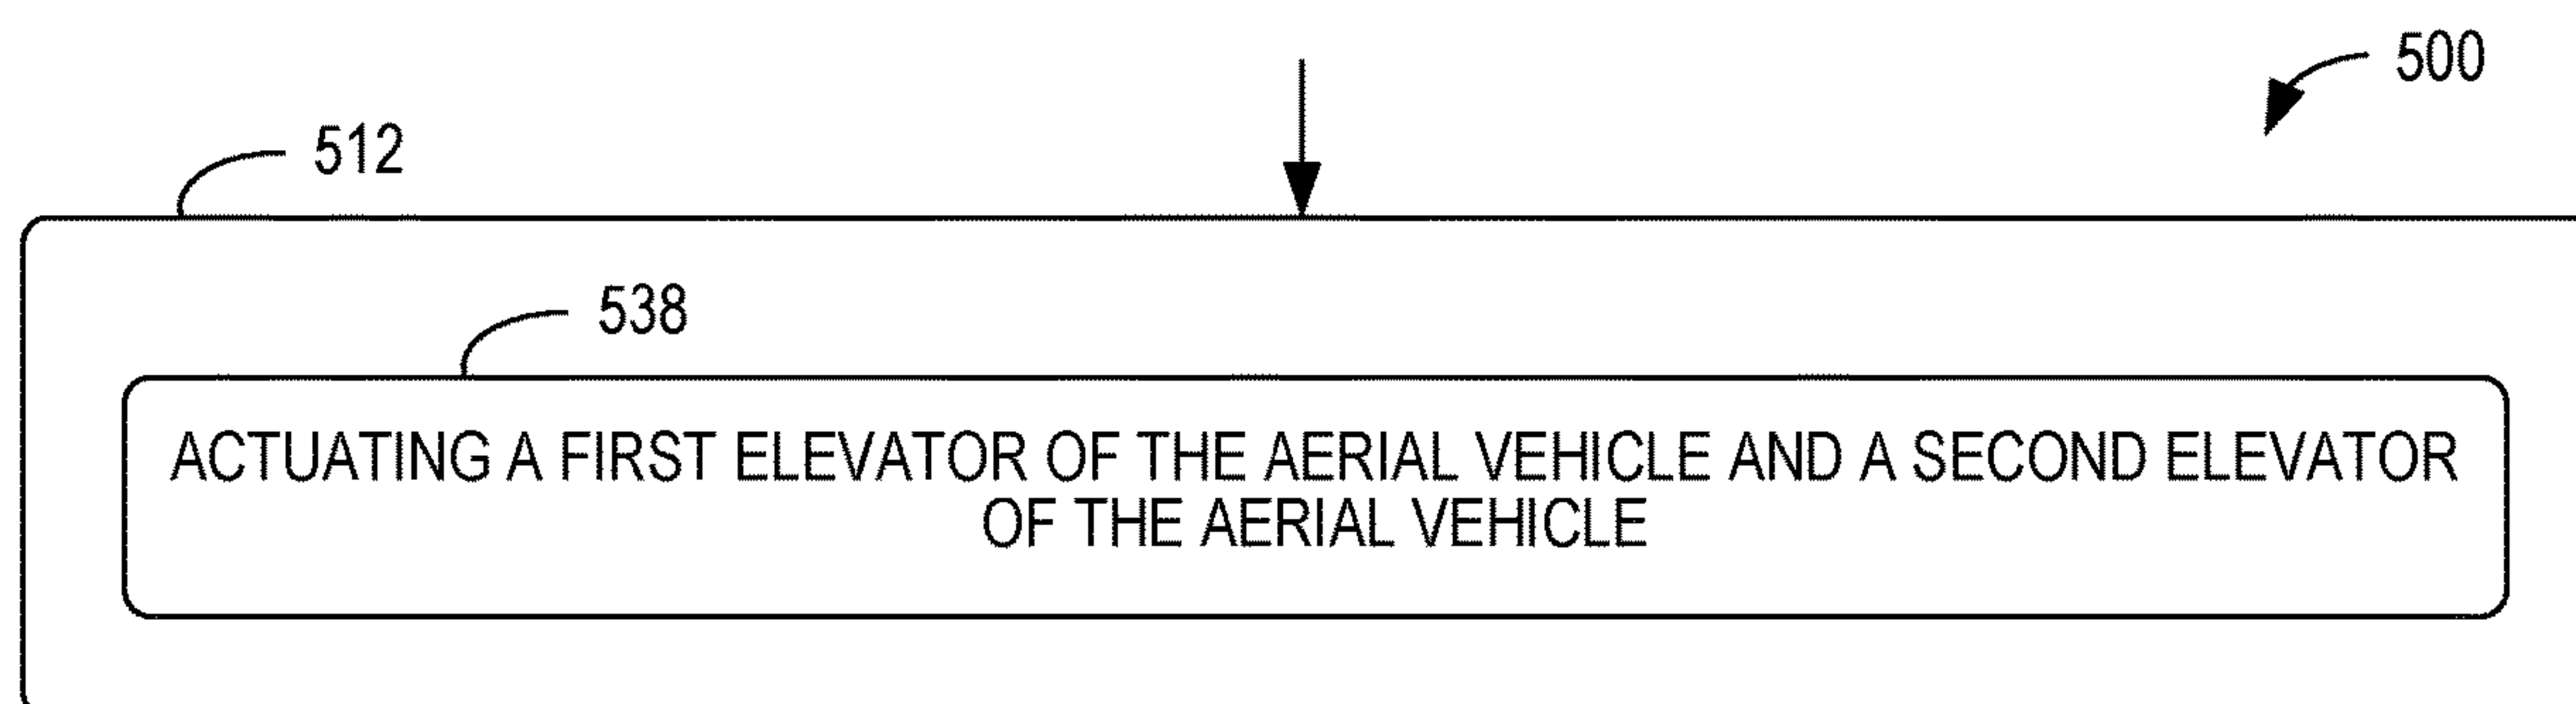 500
512
538
ACTUATING A FIRST ELEVATOR OF THE AERIAL VEHICLE AND A SECOND ELEVATOR
OF THE AERIAL VEHICLE